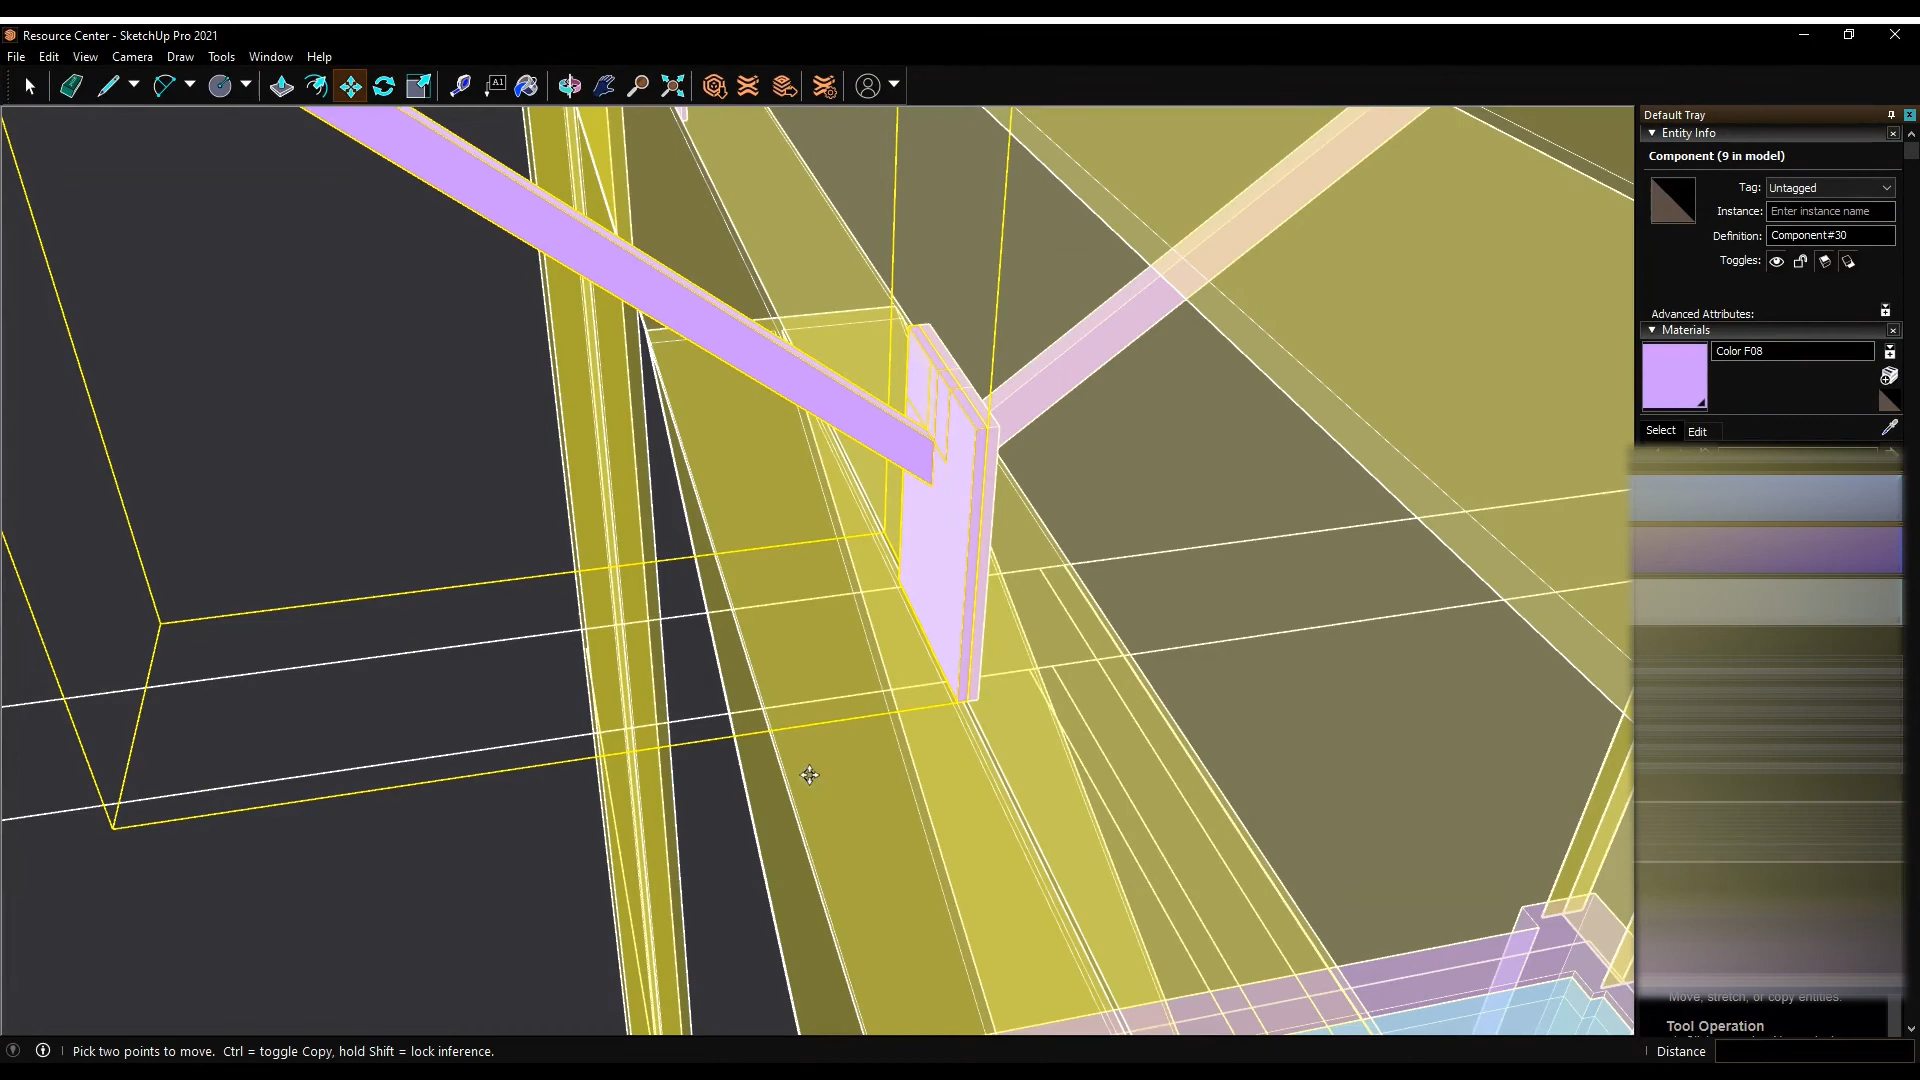 Resource Center - SketchUp Pro 2021
File Edit View Camera Draw Tools Window Help
A1
Default Tray
Entity Info
Component (9 in model)
Tag: Untagged
Instance: Enter instance name
Definition: Component#30
Toggles:
Advanced Attributes:
Materials
Color F08
Select Edit
Move, stretch, or copy entities.
Tool Operation
Pick two points to move. Ctrl = toggle Copy, hold Shift = lock inference.
Distance